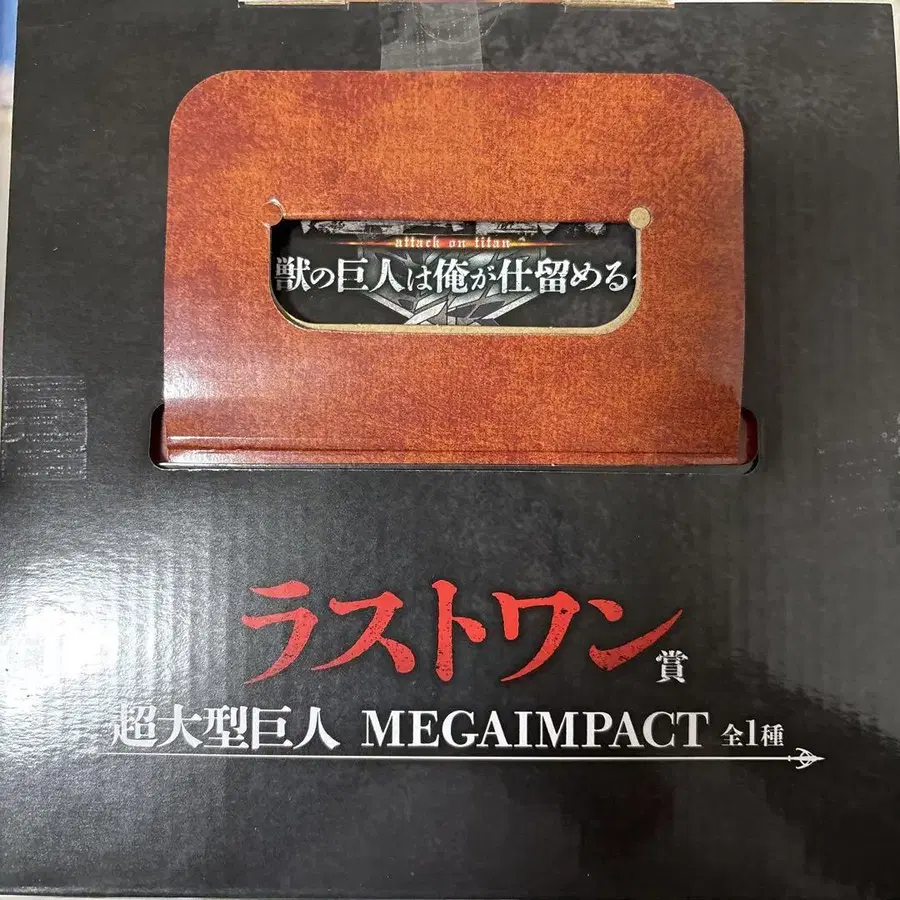 attack on titan
獣の巨人は俺が仕留める
ラストワン賞
超大型巨人 MEGAIMPACT 全1種